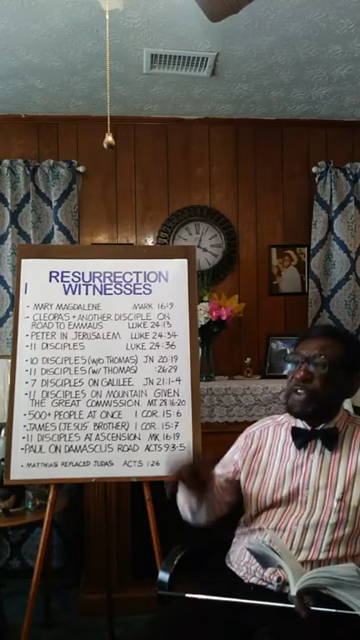 RESURRECTION
WITNESSES
- MARY MAGDALENE MARK 16:9
- CLEOPAS + ANOTHER DISCIPLE ON
ROAD TO EMMAUS LUKE 24:13
- PETER IN JERUSALEM LUKE 24:34
- 11 DISCIPLES LUKE 24:36
- 10 DISCIPLES (w/o THOMAS) JN 20:19
- 11 DISCIPLES (w/ THOMAS) :26-29
- 7 DISCIPLES ON GALILEE JN 21:1-4
- 11 DISCIPLES ON MOUNTAIN GIVEN
THE GREAT COMMISSION MT 28:16-20
- 500+ PEOPLE AT ONCE I COR 15:6
- JAMES (JESUS' BROTHER) I COR 15:7
- 11 DISCIPLES AT ASCENSION MK 16:19
- PAUL ON DAMASCUS ROAD ACTS 9:3-5
- MATTHIAS REPLACED JUDAS ACTS 1:26